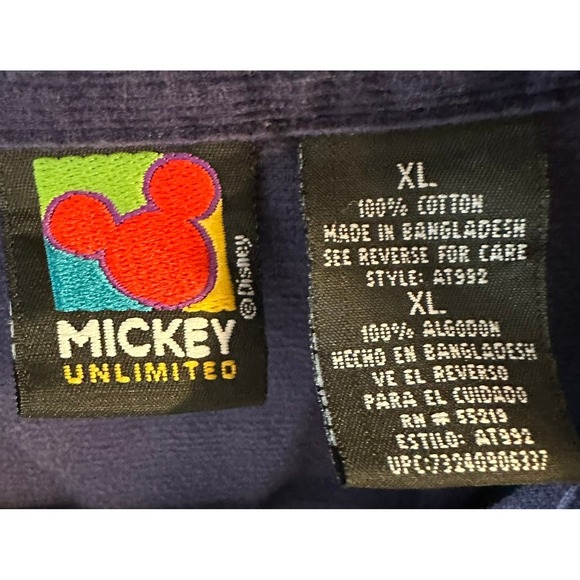 MICKEY
UNLIMITED
© Disney
XL
100% COTTON
MADE IN BANGLADESH
SEE REVERSE FOR CARE
STYLE: AT992
XL
100% ALGODON
HECHO EN BANGLADESH
VE EL REVERSO
PARA EL CUIDADO
RN # 55219
ESTILO: AT992
UPC:73240906337